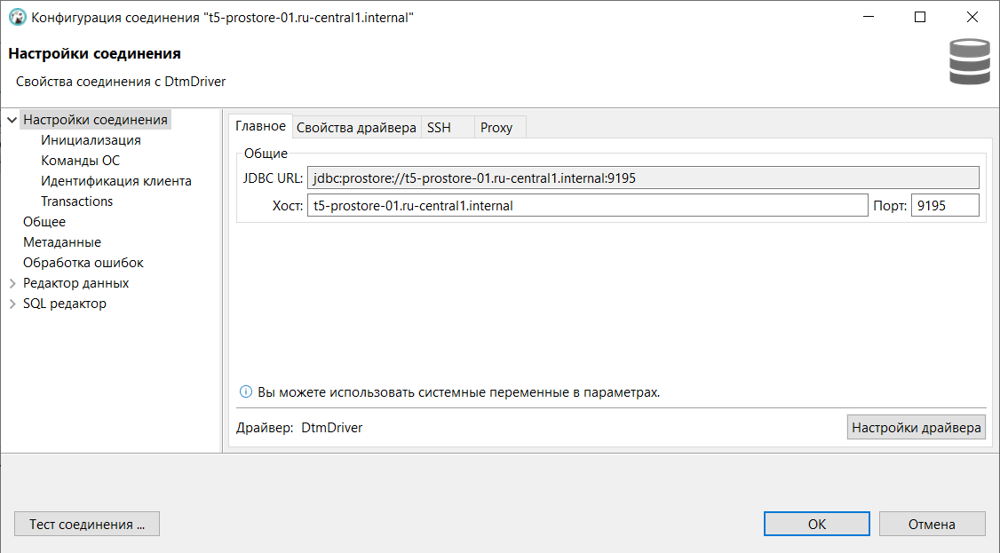 Конфигурация соединения "t5-prostore-01.ru-central1.internal"
Настройки соединения
Свойства соединения с DtmDriver
Настройки соединения
Инициализация
Команды ОС
Идентификация клиента
Transactions
Общее
Метаданные
Обработка ошибок
Редактор данных
SQL редактор
Главное Свойства драйвера SSH Proxy
Общие
JDBC URL: jdbc:prostore://t5-prostore-01.ru-central1.internal:9195
Хост: t5-prostore-01.ru-central1.internal Порт: 9195
Вы можете использовать системные переменные в параметрах.
Драйвер: DtmDriver Настройки драйвера
Тест соединения ... ОК Отмена